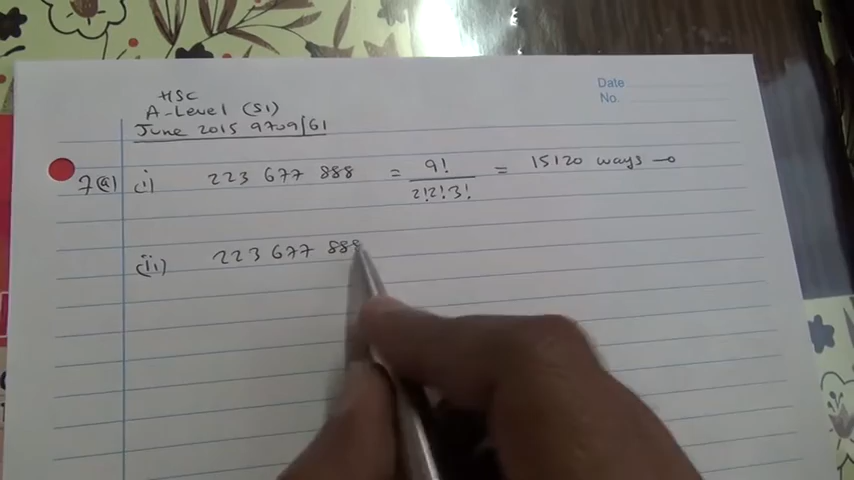 Date
No.
HSC
A-Level (S1)
June 2015 9709/61
7(a) (i) 223 677 888 = 9! / 2!2!3! = 15120 ways
(ii) 223 677 888